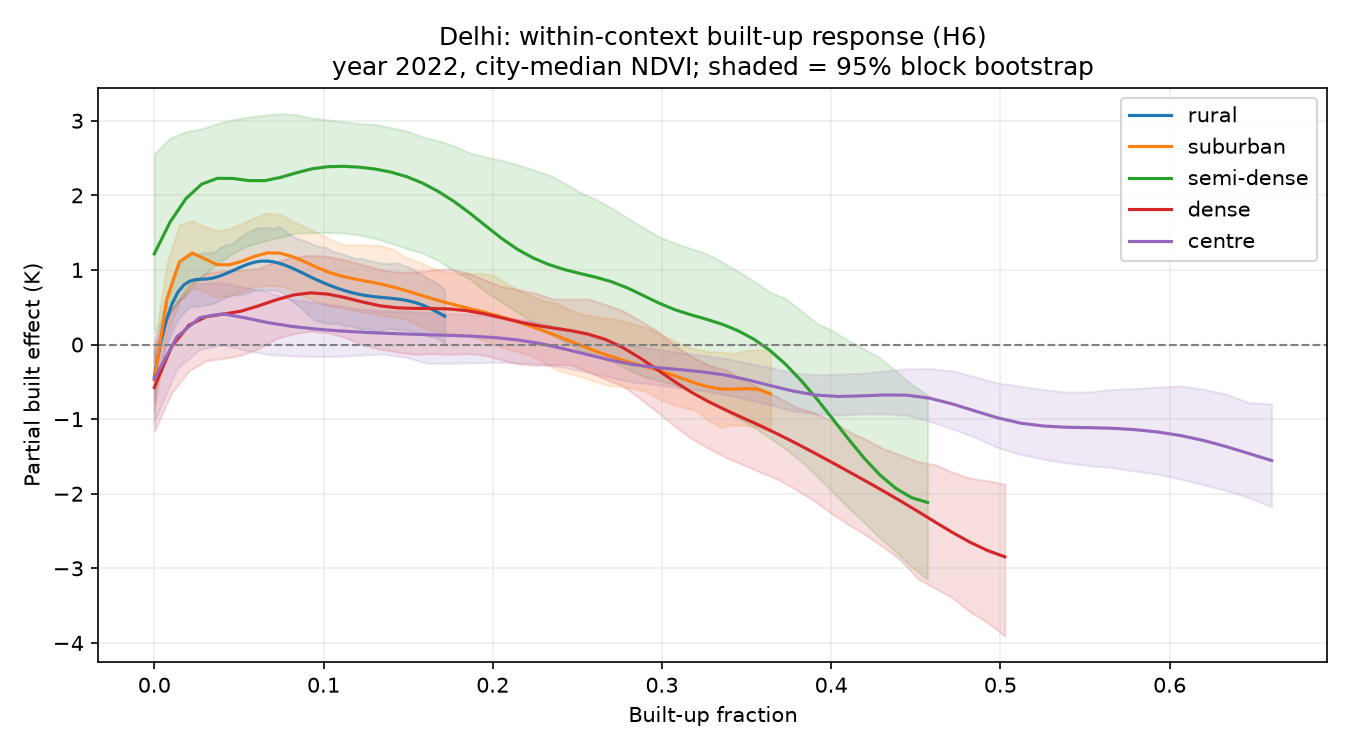 Delhi: within-context built-up response (H6)
year 2022, city-median NDVI; shaded = 95% block bootstrap
Partial built effect (K)
3
2
1
0
−1
−2
−3
−4
rural
suburban
semi-dense
dense
centre
0.0 0.1 0.2 0.3 0.4 0.5 0.6
Built-up fraction